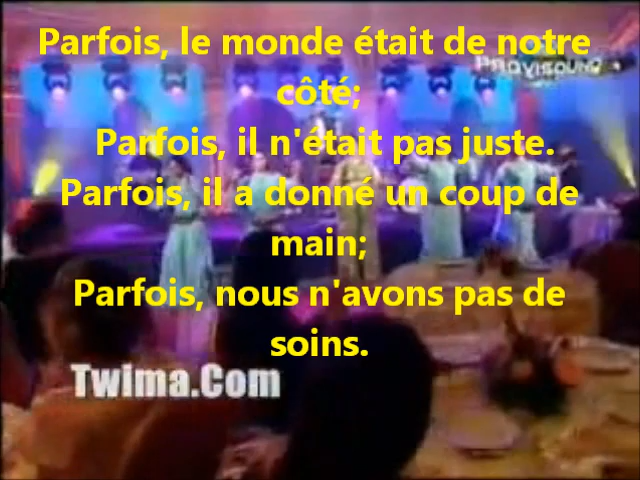 Parfois, le monde était de notre
côté;
Parfois, il n'était pas juste.
Parfois, il a donné un coup de
main;
Parfois, nous n'avons pas de
soins.
Twima.Com